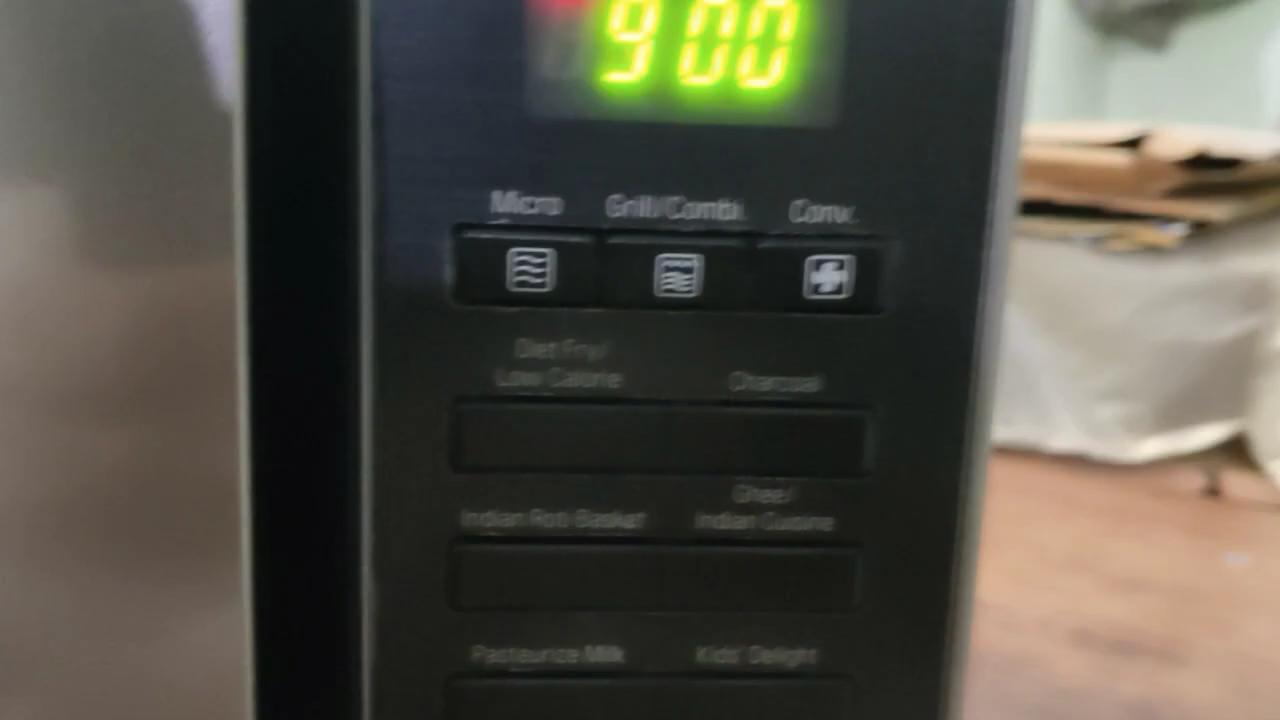 900
Micro Grill/Combi. Conv.
Diet Fry/
Low Calorie Charcoal
Ghee/
Indian Roti Basket Indian Cuisine
Pasteurize Milk Kids' Delight